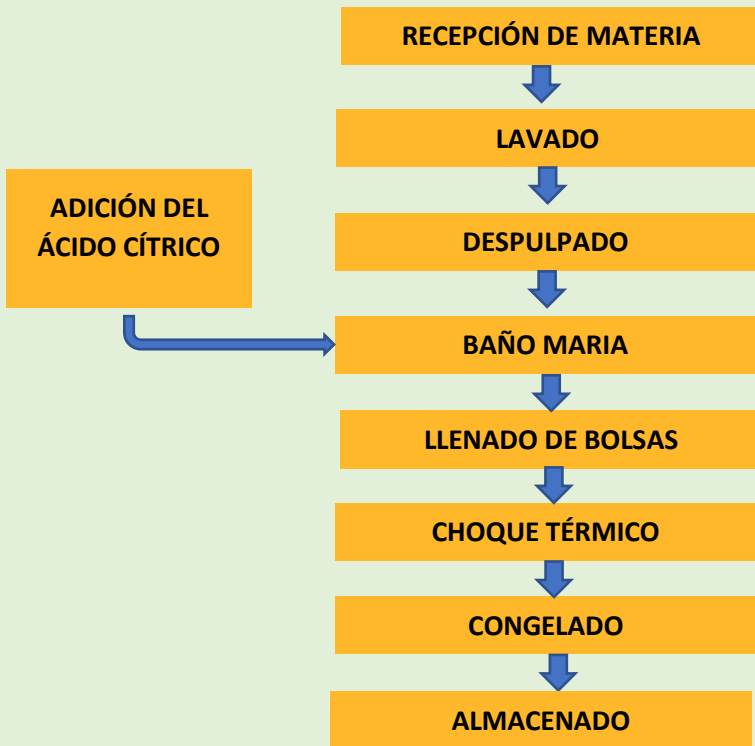 RECEPCIÓN DE MATERIA
LAVADO
ADICIÓN DEL
ÁCIDO CÍTRICO
DESPULPADO
BAÑO MARIA
LLENADO DE BOLSAS
CHOQUE TÉRMICO
CONGELADO
ALMACENADO